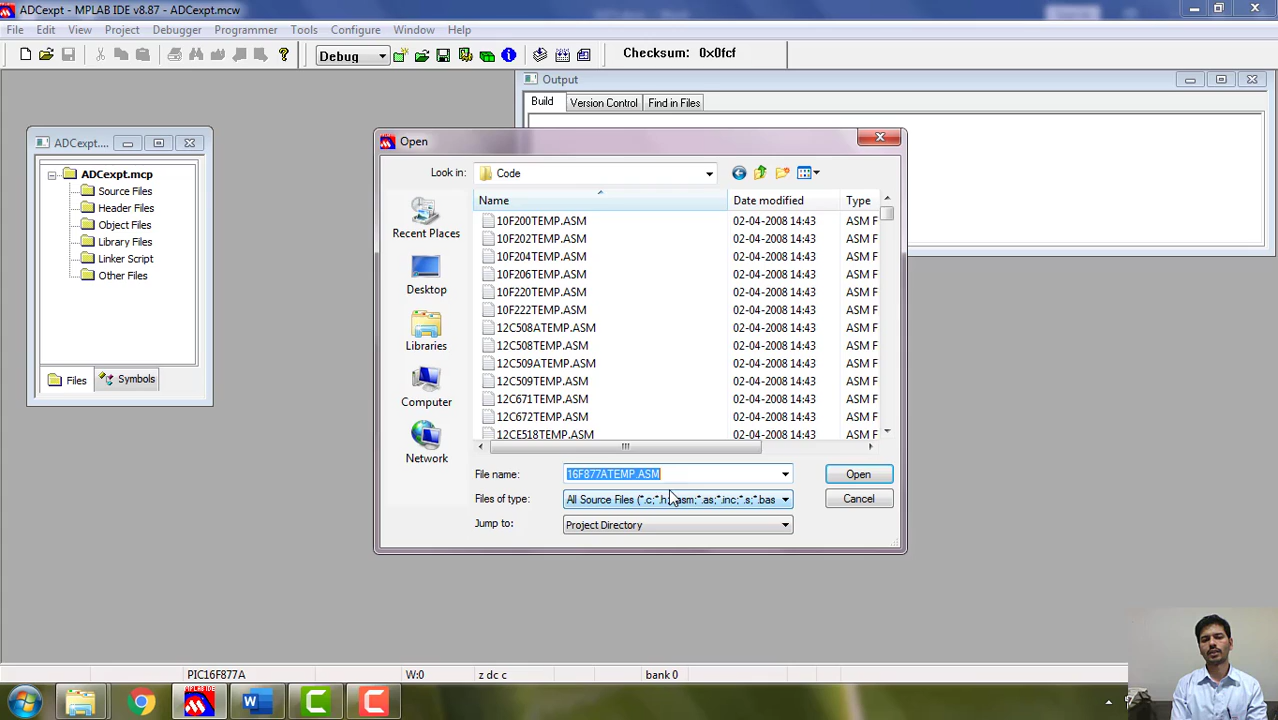 ADCexpt - MPLAB IDE v8.87 - ADCexpt.mcw
File Edit View Project Debugger Programmer Tools Configure Window Help
Debug
Checksum: 0x0fcf
Output
Build Version Control Find in Files
ADCexpt....
ADCexpt.mcp
Source Files
Header Files
Object Files
Library Files
Linker Script
Other Files
Files Symbols
Open
Look in: Code
Recent Places
Desktop
Libraries
Computer
Network
Name Date modified Type
10F200TEMP.ASM 02-04-2008 14:43 ASM F
10F202TEMP.ASM 02-04-2008 14:43 ASM F
10F204TEMP.ASM 02-04-2008 14:43 ASM F
10F206TEMP.ASM 02-04-2008 14:43 ASM F
10F220TEMP.ASM 02-04-2008 14:43 ASM F
10F222TEMP.ASM 02-04-2008 14:43 ASM F
12C508ATEMP.ASM 02-04-2008 14:43 ASM F
12C508TEMP.ASM 02-04-2008 14:43 ASM F
12C509ATEMP.ASM 02-04-2008 14:43 ASM F
12C509TEMP.ASM 02-04-2008 14:43 ASM F
12C671TEMP.ASM 02-04-2008 14:43 ASM F
12C672TEMP.ASM 02-04-2008 14:43 ASM F
12CE518TEMP.ASM 02-04-2008 14:43 ASM F
File name: 16F877ATEMP.ASM Open
Files of type: All Source Files (*.c;*.h;*.asm;*.as;*.inc;*.s;*.bas Cancel
Jump to: Project Directory
PIC16F877A W:0 z dc c bank 0